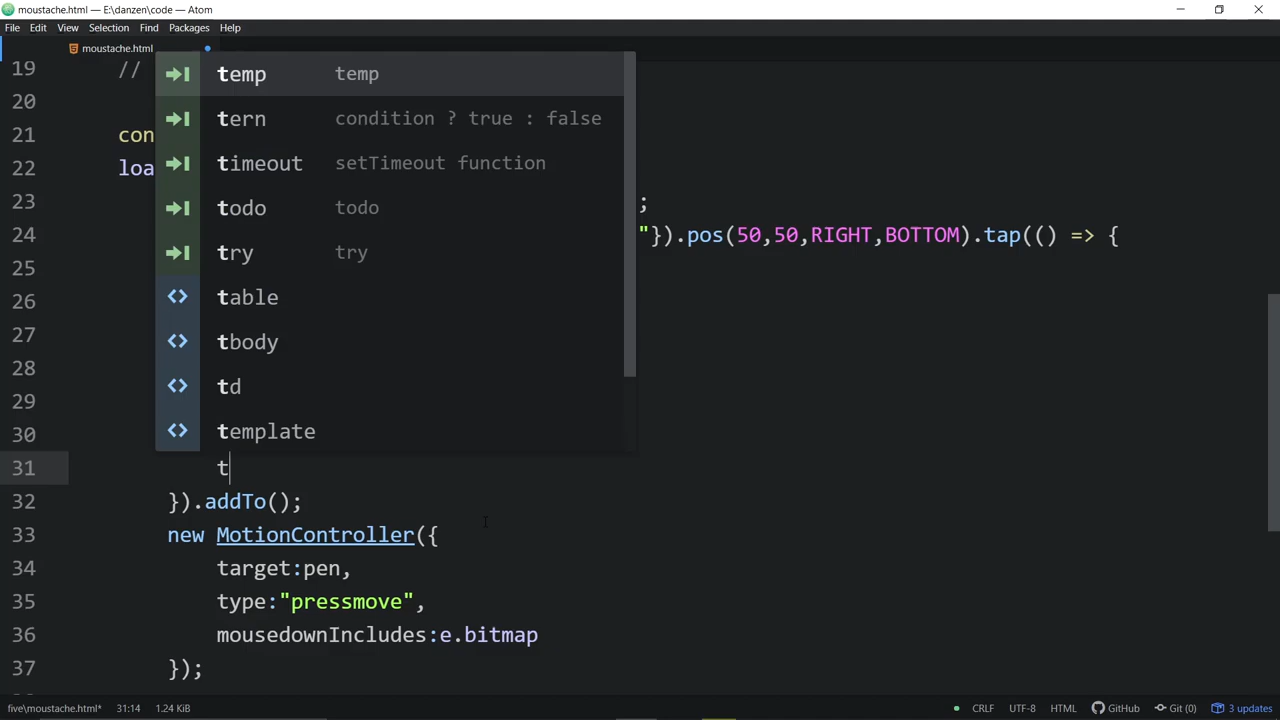 moustache.html — E:\danzen\code — Atom
File Edit View Selection Find Packages Help
moustache.html
19 //
20
21 con
22 loa
23 ;
24 "}).pos(50,50,RIGHT,BOTTOM).tap(() => {
25
26
27
28
29
30
temp temp
tern condition ? true : false
timeout setTimeout function
todo todo
try try
table
tbody
td
template
31 t
32 }).addTo();
33 new MotionController({
34 target:pen,
35 type:"pressmove",
36 mousedownIncludes:e.bitmap
37 });
five\moustache.html* 31:14 1.24 KiB CRLF UTF-8 HTML GitHub Git (0) 3 updates